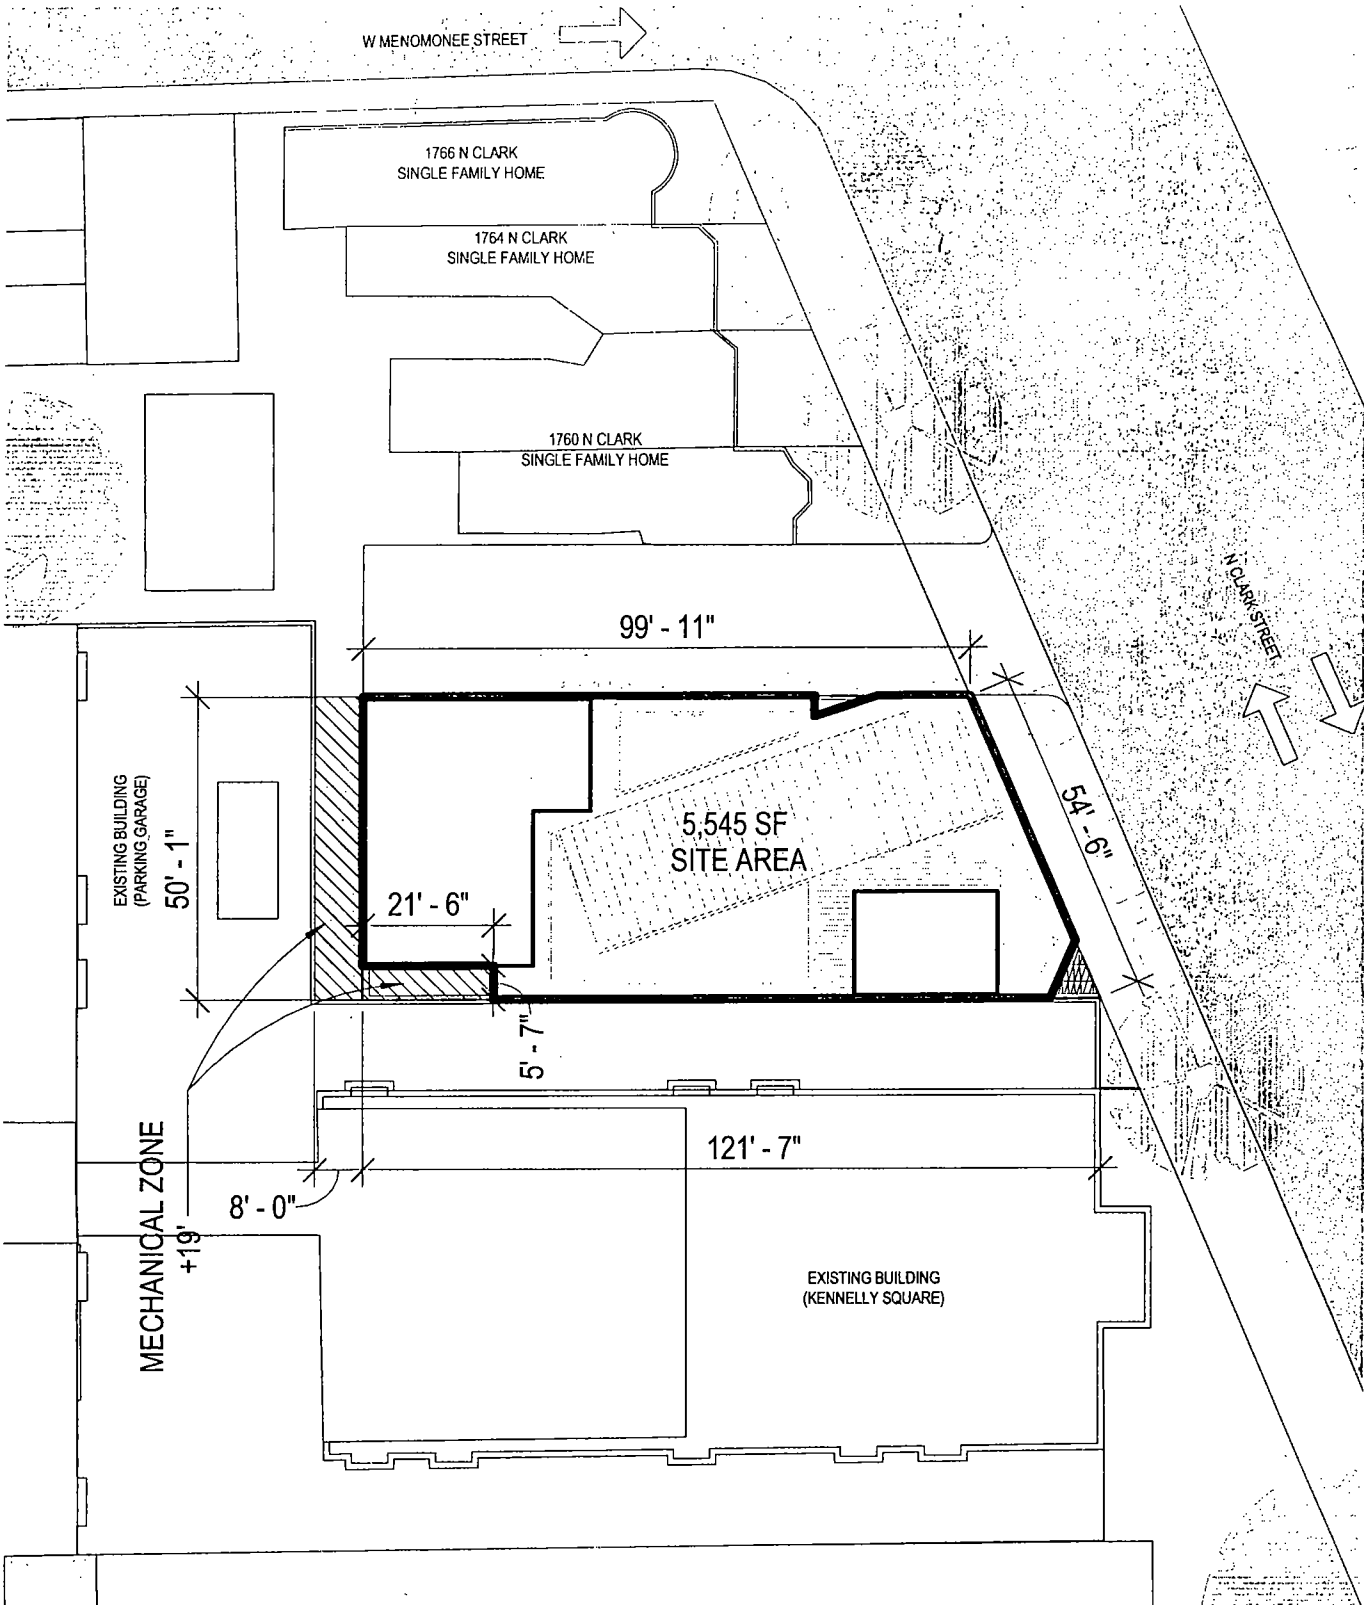 W MENOMONEE STREET
1766 N CLARK
SINGLE FAMILY HOME
1764 N CLARK
SINGLE FAMILY HOME
1760 N CLARK
SINGLE FAMILY HOME
N CLARK STREET
99' - 11"
54' - 6"
EXISTING BUILDING
(PARKING GARAGE)
50' - 1"
5,545 SF
SITE AREA
21' - 6"
5' - 7"
MECHANICAL ZONE
+19'
8' - 0"
121' - 7"
EXISTING BUILDING
(KENNELLY SQUARE)